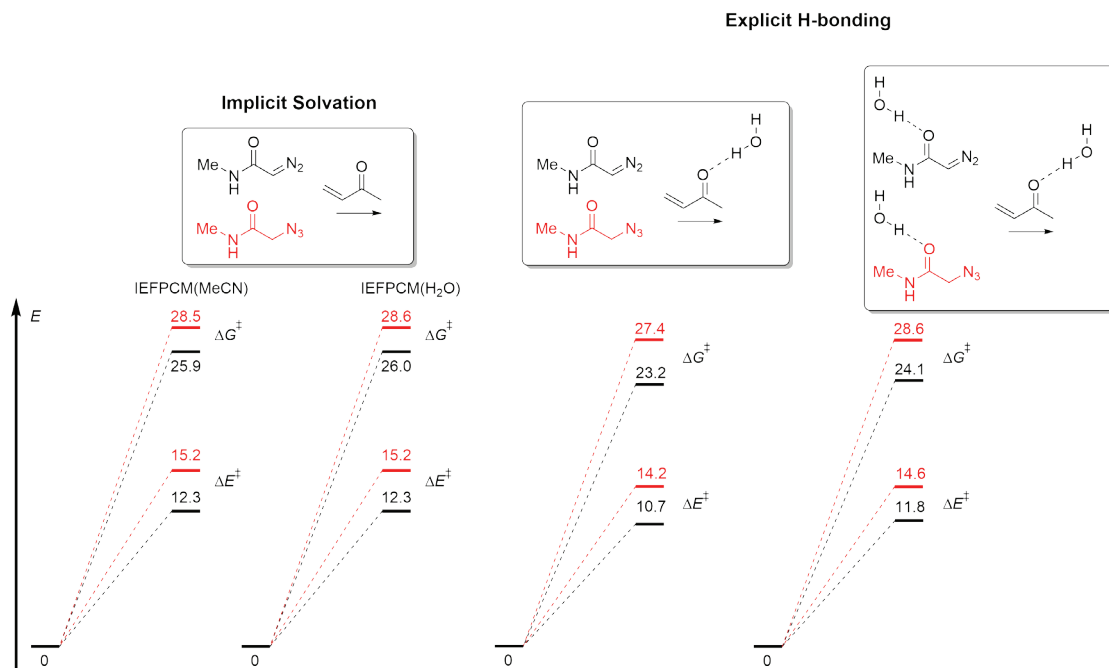 Explicit H-bonding
Implicit Solvation
O
Me
N
H
N2
O
O
Me
N
H
N3
H
O
H
O
Me
N
H
N2
O
O
Me
N
H
N3
H
O
H
O
Me
N
H
N2
H
O
H
O
H
O
H
O
Me
N
H
N3
IEFPCM(MeCN)
IEFPCM(H2O)
E
28.5
ΔG‡
25.9
15.2
ΔE‡
12.3
0
28.6
ΔG‡
26.0
15.2
ΔE‡
12.3
0
27.4
ΔG‡
23.2
14.2
ΔE‡
10.7
0
28.6
ΔG‡
24.1
14.6
ΔE‡
11.8
0